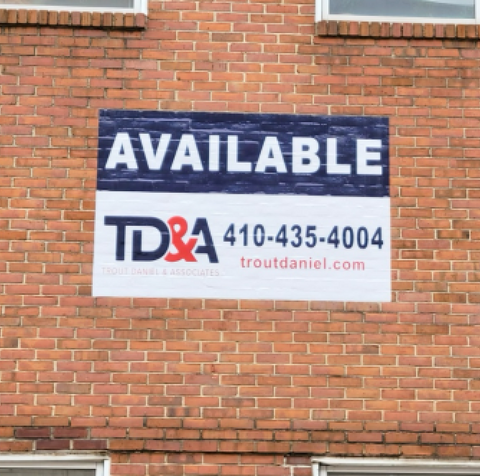 AVAILABLE
TD&A
TROUT DANIEL & ASSOCIATES
410-435-4004
troutdaniel.com